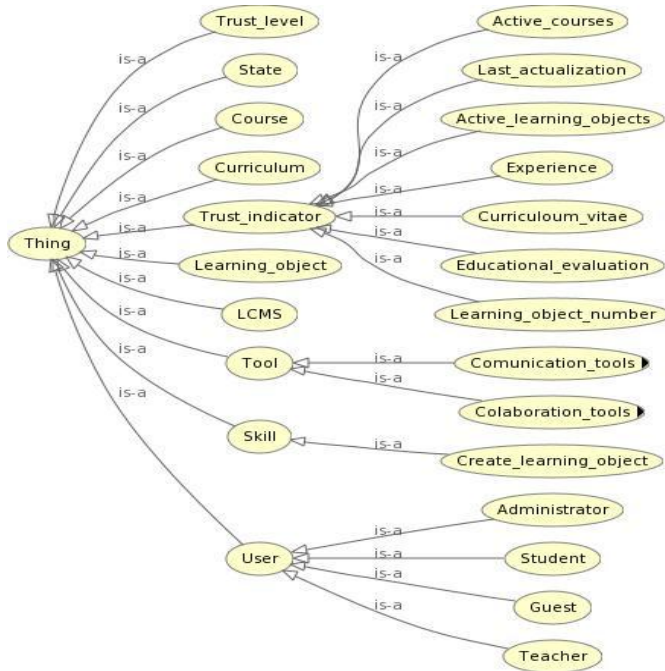 Trust_level
Active_courses
is-a
is-a
State
Last_actualization
is-a
is-a
Course
Active_learning_objects
is-a
is-a
Curriculum
Experience
is-a
is-a
Trust_indicator
Curriculoum_vitae
is-a
is-a
Thing
is-a
Learning_object
Educational_evaluation
is-a
is-a
LCMS
Learning_object_number
is-a
Tool
is-a
Comunication_tools
is-a
is-a
Colaboration_tools
is-a
Skill
is-a
Create_learning_object
Administrator
is-a
User
is-a
Student
is-a
Guest
is-a
Teacher